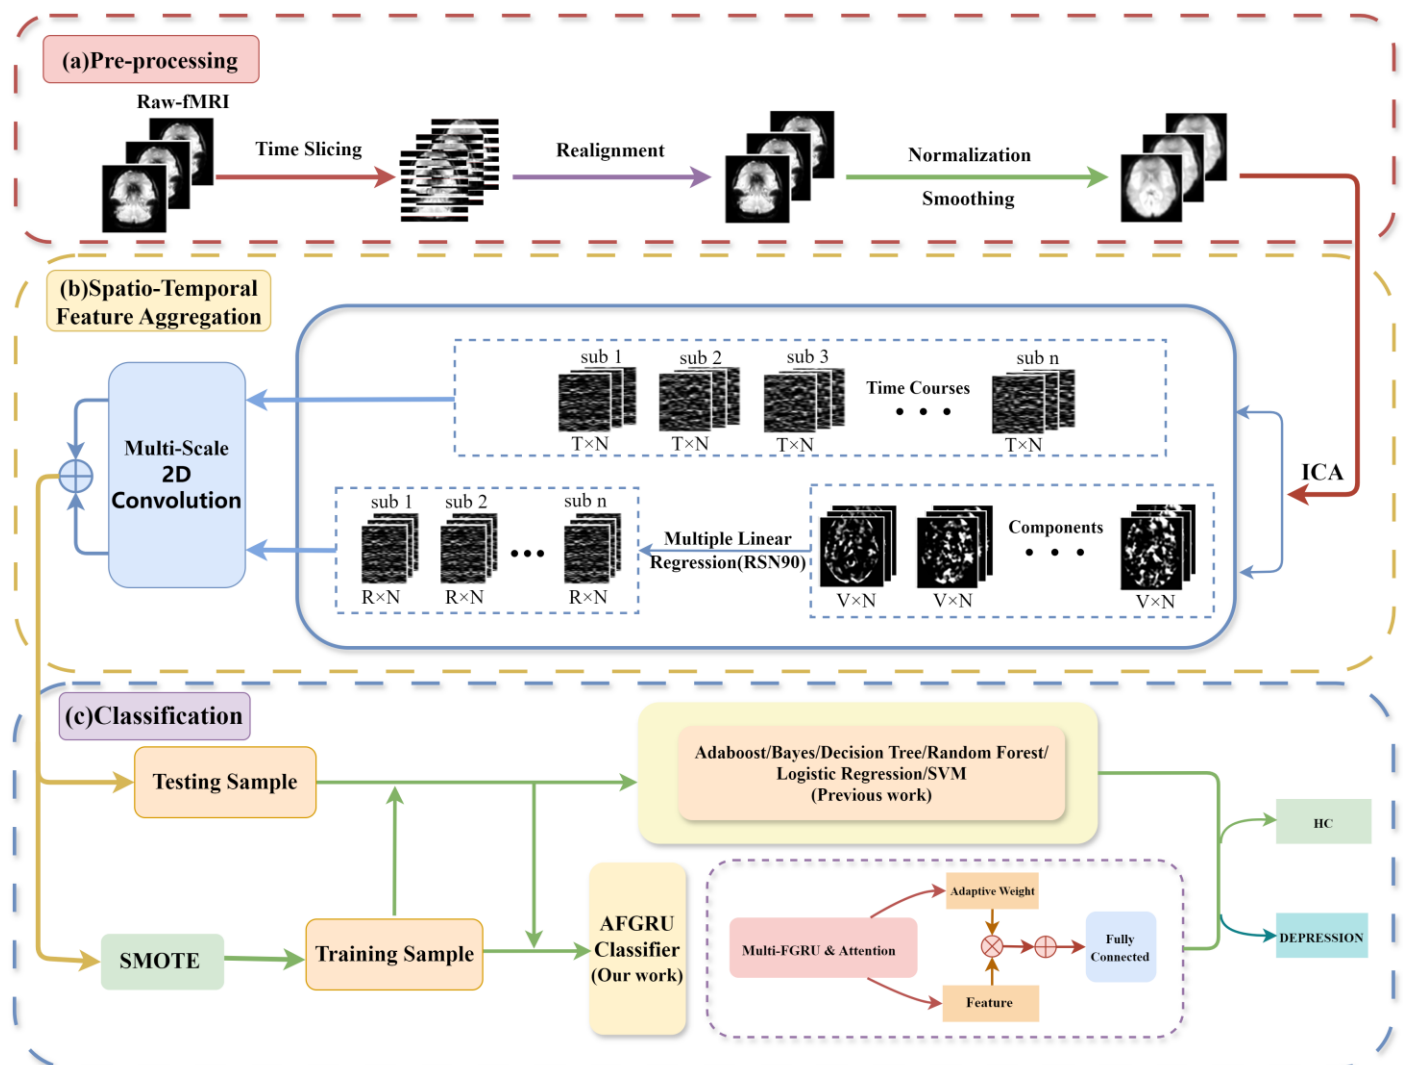 (a)Pre-processing
Raw-fMRI
Time Slicing
Realignment
Normalization
Smoothing
(b)Spatio-Temporal
Feature Aggregation
sub 1
sub 2
sub 3
sub n
Time Courses
T×N
T×N
T×N
T×N
Multi-Scale
2D
Convolution
ICA
sub 1
sub 2
sub n
R×N
R×N
R×N
Multiple Linear
Regression(RSN90)
Components
V×N
V×N
V×N
(c)Classification
Testing Sample
Adaboost/Bayes/Decision Tree/Random Forest/
Logistic Regression/SVM
(Previous work)
HC
SMOTE
Training Sample
AFGRU
Classifier
(Our work)
Multi-FGRU & Attention
Adaptive Weight
Feature
Fully
Connected
DEPRESSION